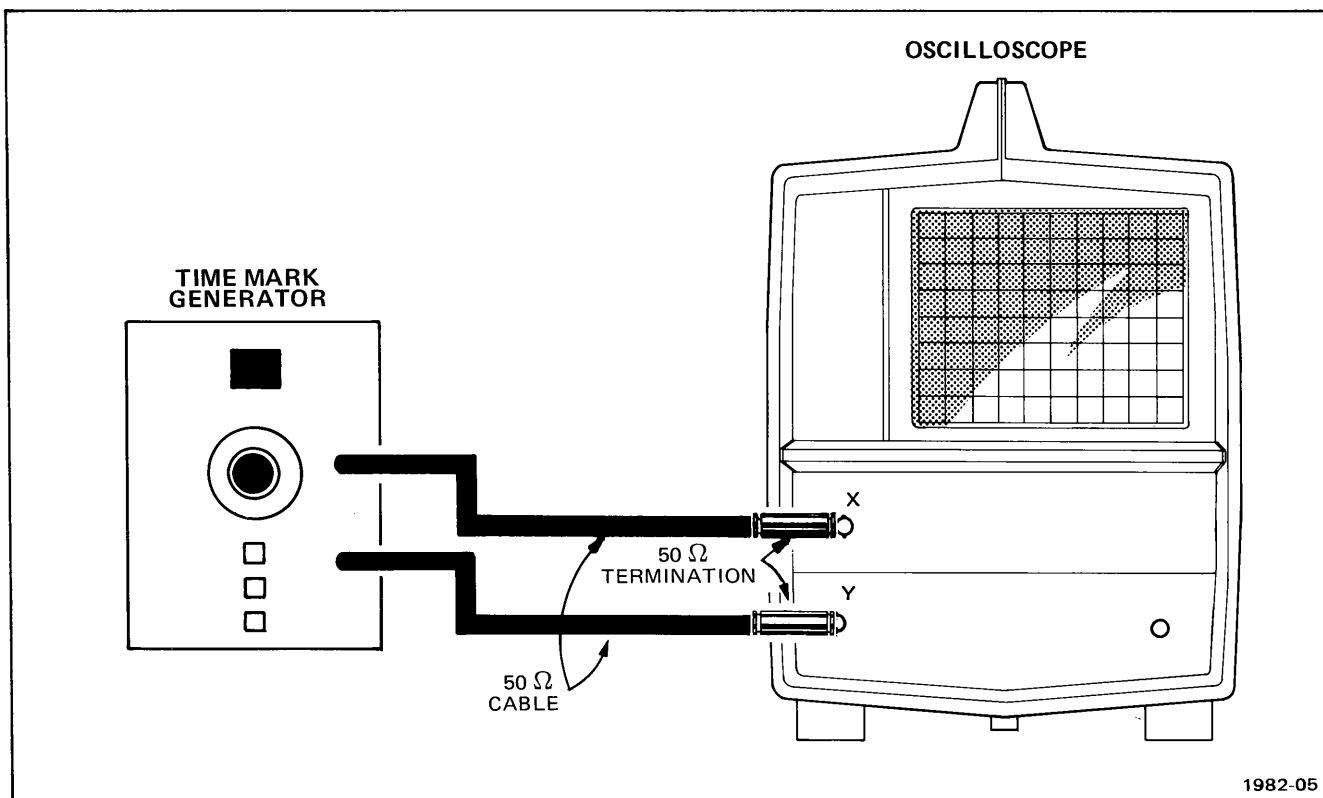 OSCILLOSCOPE
TIME MARK
GENERATOR
X
50 Ω
TERMINATION
Y
50 Ω
CABLE
1982-05